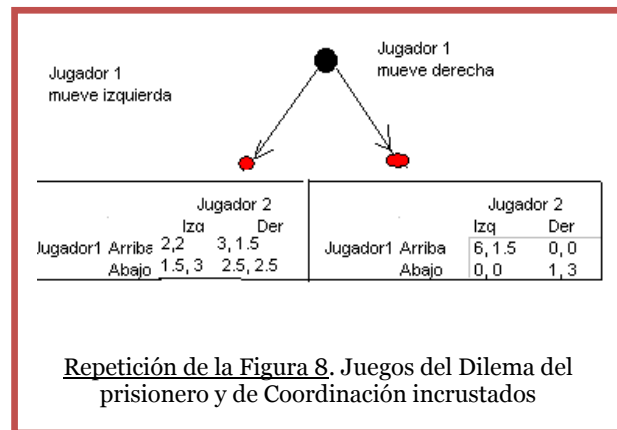 Jugador 1
mueve izquierda
Jugador 1
mueve derecha
Jugador 2
Izq Der
Jugador1 Arriba 2,2 3, 1.5
Abajo 1.5, 3 2.5, 2.5
Jugador 2
Izq Der
Jugador1 Arriba 6, 1.5 0, 0
Abajo 0, 0 1, 3
Repetición de la Figura 8. Juegos del Dilema del
prisionero y de Coordinación incrustados